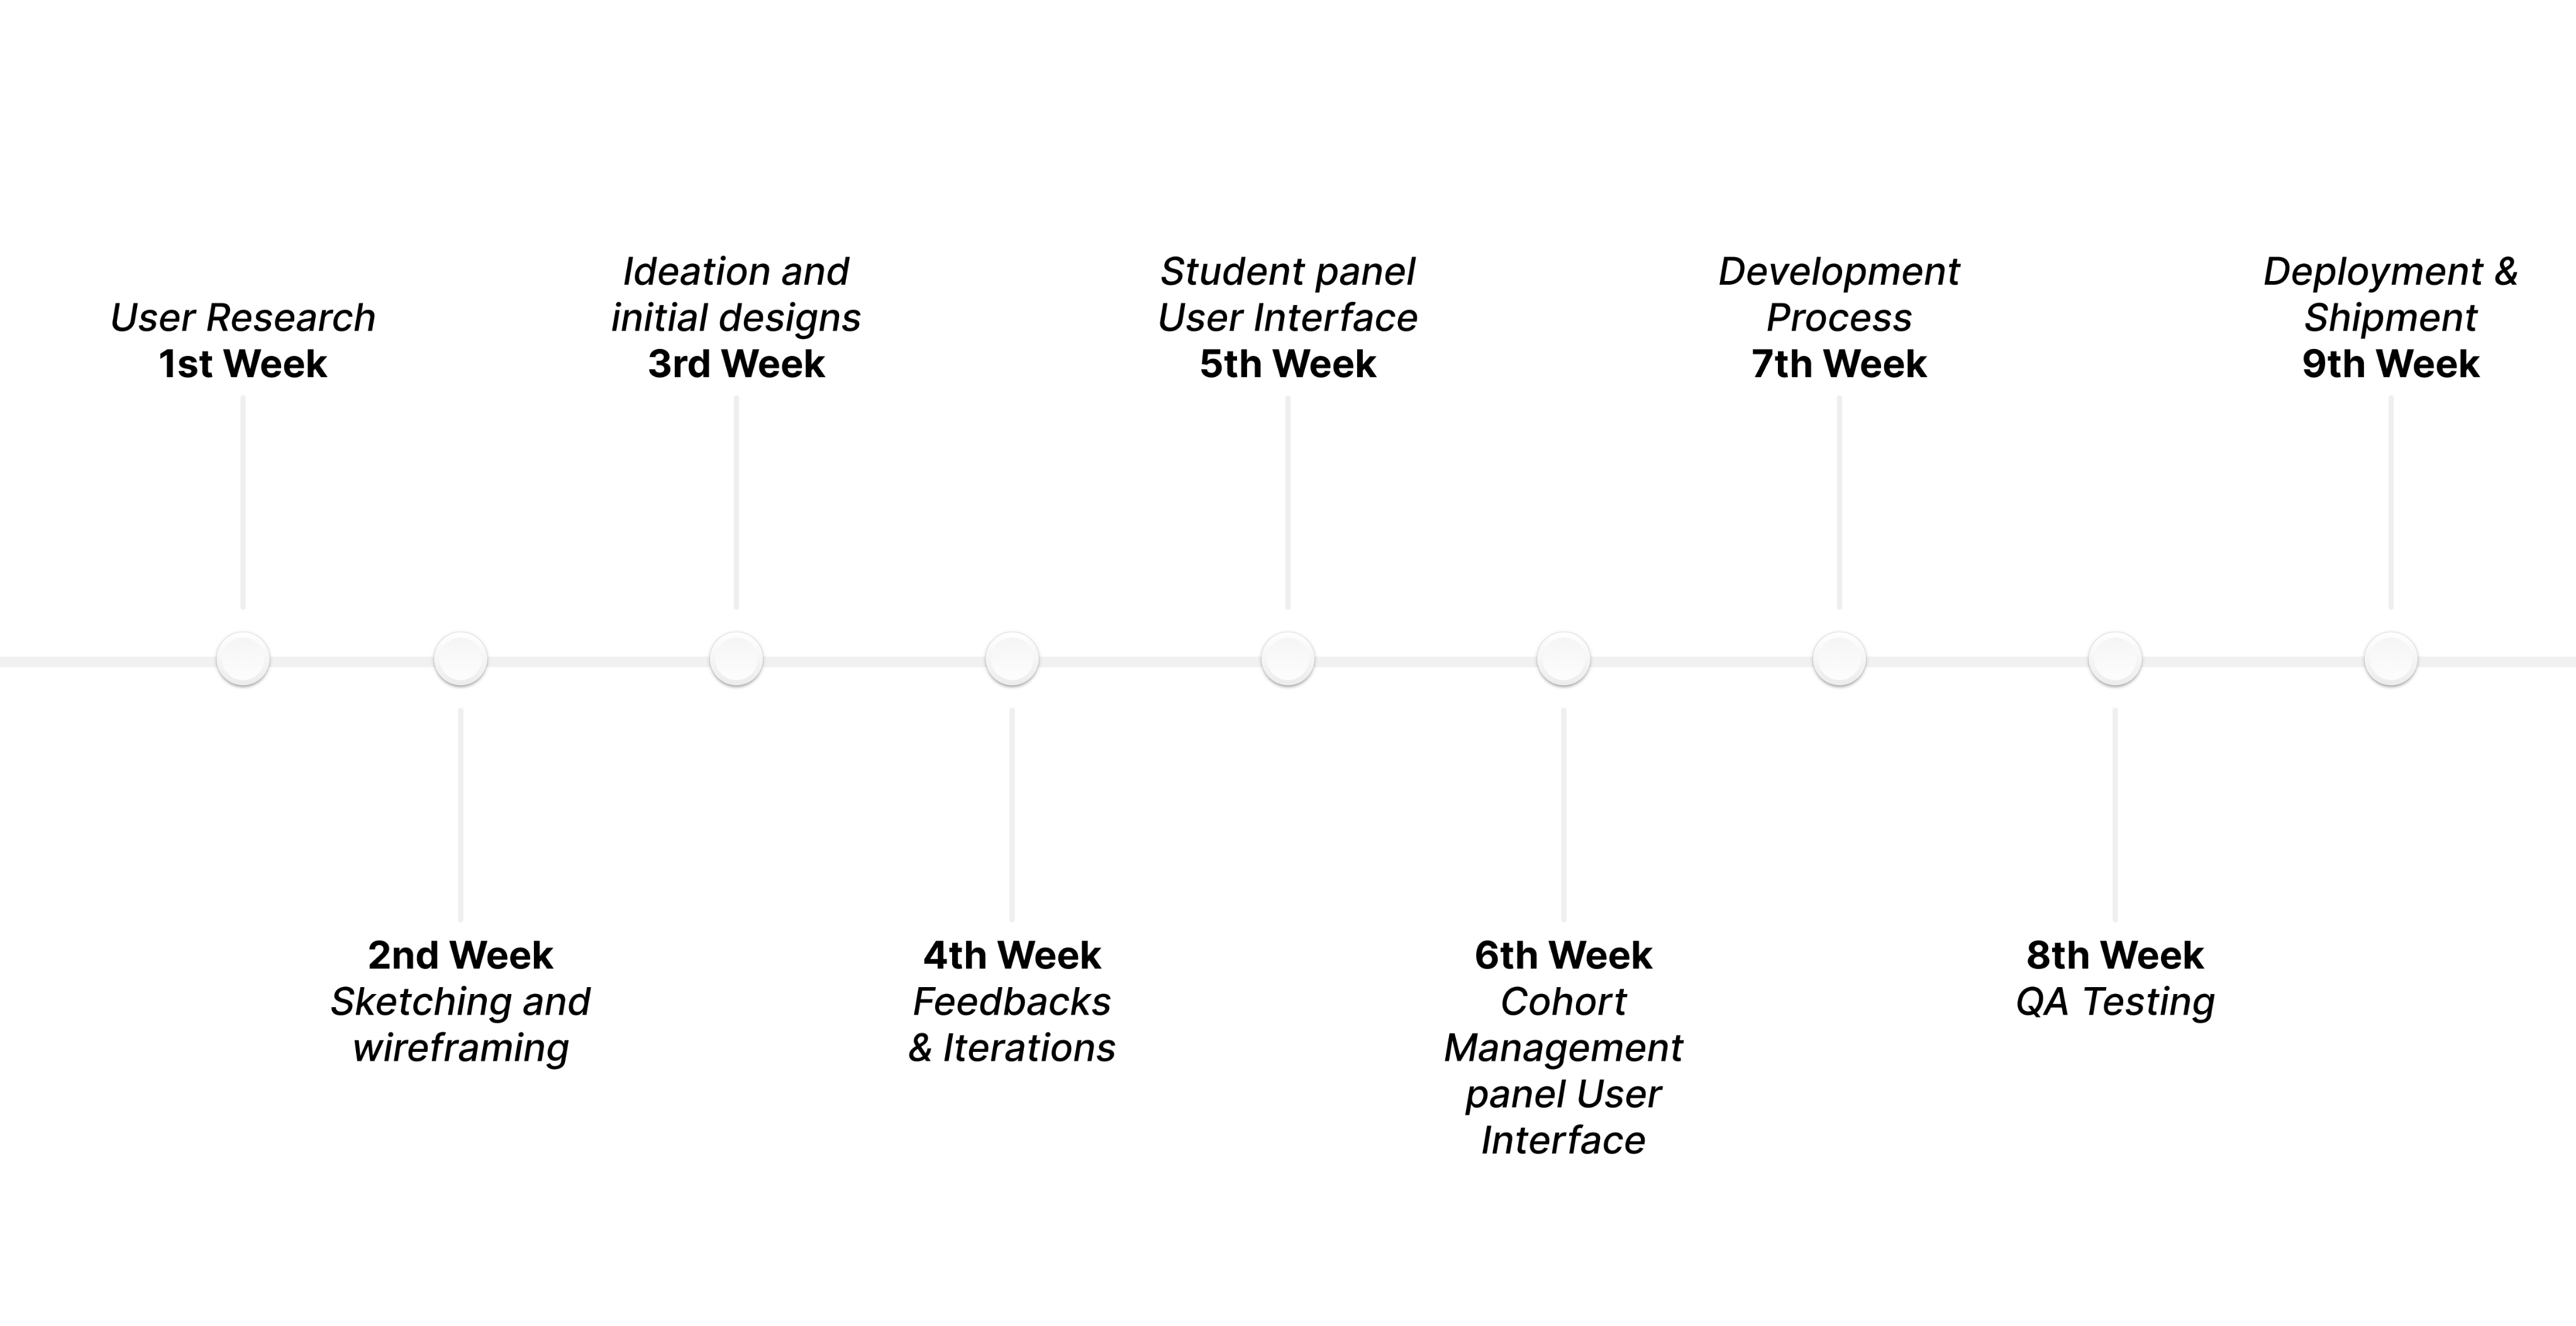 User Research
1st Week
2nd Week
Sketching and
wireframing
Ideation and
initial designs
3rd Week
4th Week
Feedbacks
& Iterations
Student panel
User Interface
5th Week
6th Week
Cohort
Management
panel User
Interface
Development
Process
7th Week
8th Week
QA Testing
Deployment &
Shipment
9th Week